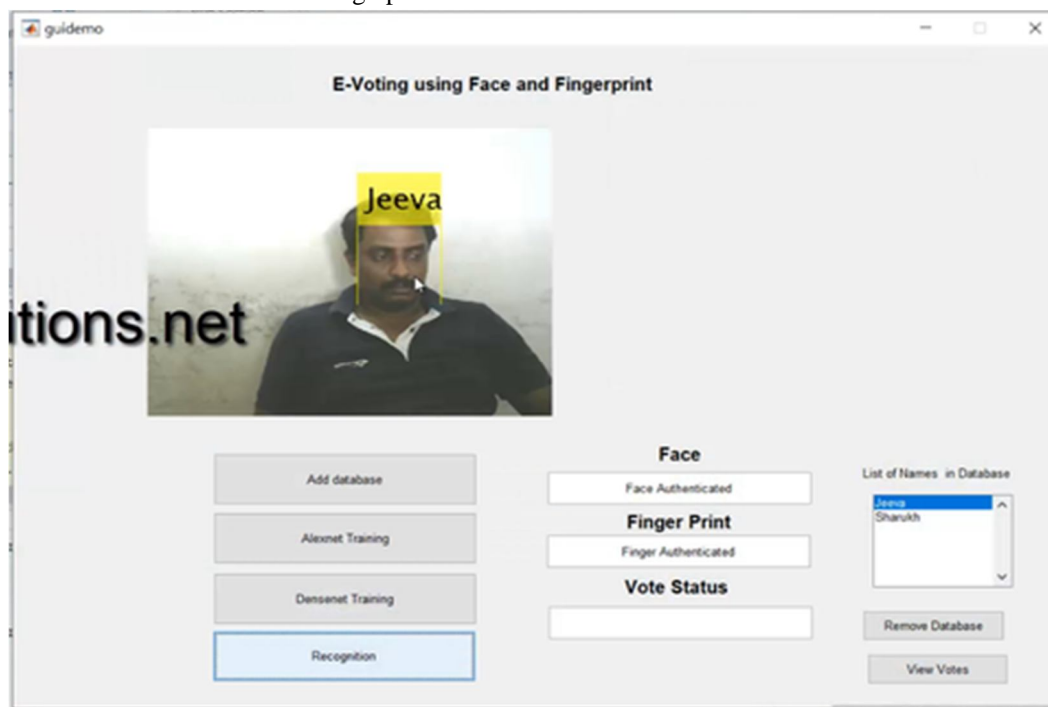 guidemo
E-Voting using Face and Fingerprint
Jeeva
tions.net
Add database
Alexnet Training
Densenet Training
Recognition
Face
Face Authenticated
Finger Print
Finger Authenticated
Vote Status
List of Names in Database
Jeeva
Sharukh
Remove Database
View Votes